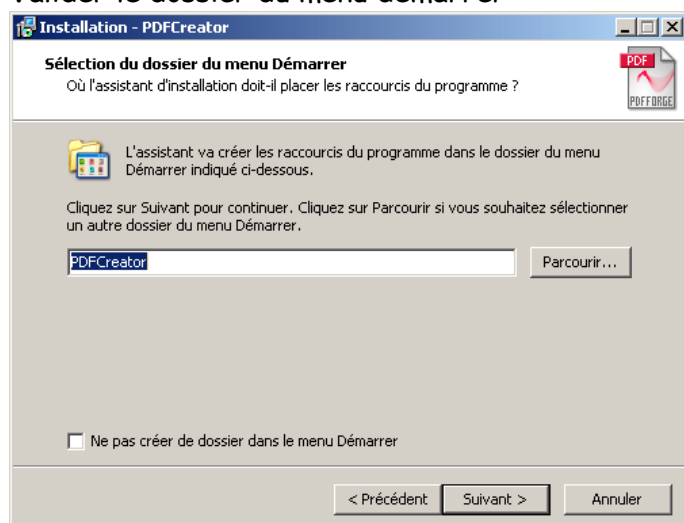 Valider le dossier du menu démarrer
Installation - PDFCreator
Sélection du dossier du menu Démarrer
Où l'assistant d'installation doit-il placer les raccourcis du programme ?
PDF
PDFFORGE
L'assistant va créer les raccourcis du programme dans le dossier du menu
Démarrer indiqué ci-dessous.
Cliquez sur Suivant pour continuer. Cliquez sur Parcourir si vous souhaitez sélectionner
un autre dossier du menu Démarrer.
PDFCreator
Parcourir...
Ne pas créer de dossier dans le menu Démarrer
< Précédent
Suivant >
Annuler